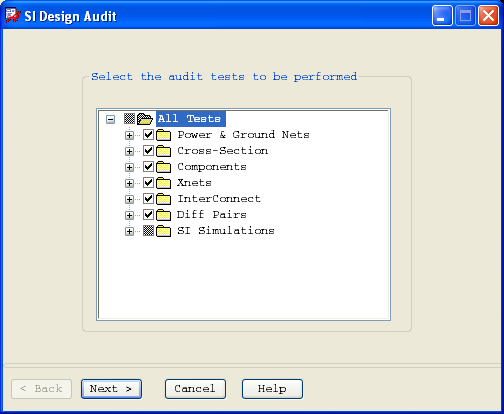 SI Design Audit
Select the audit tests to be performed
All Tests
Power & Ground Nets
Cross-Section
Components
Xnets
InterConnect
Diff Pairs
SI Simulations
< Back Next > Cancel Help